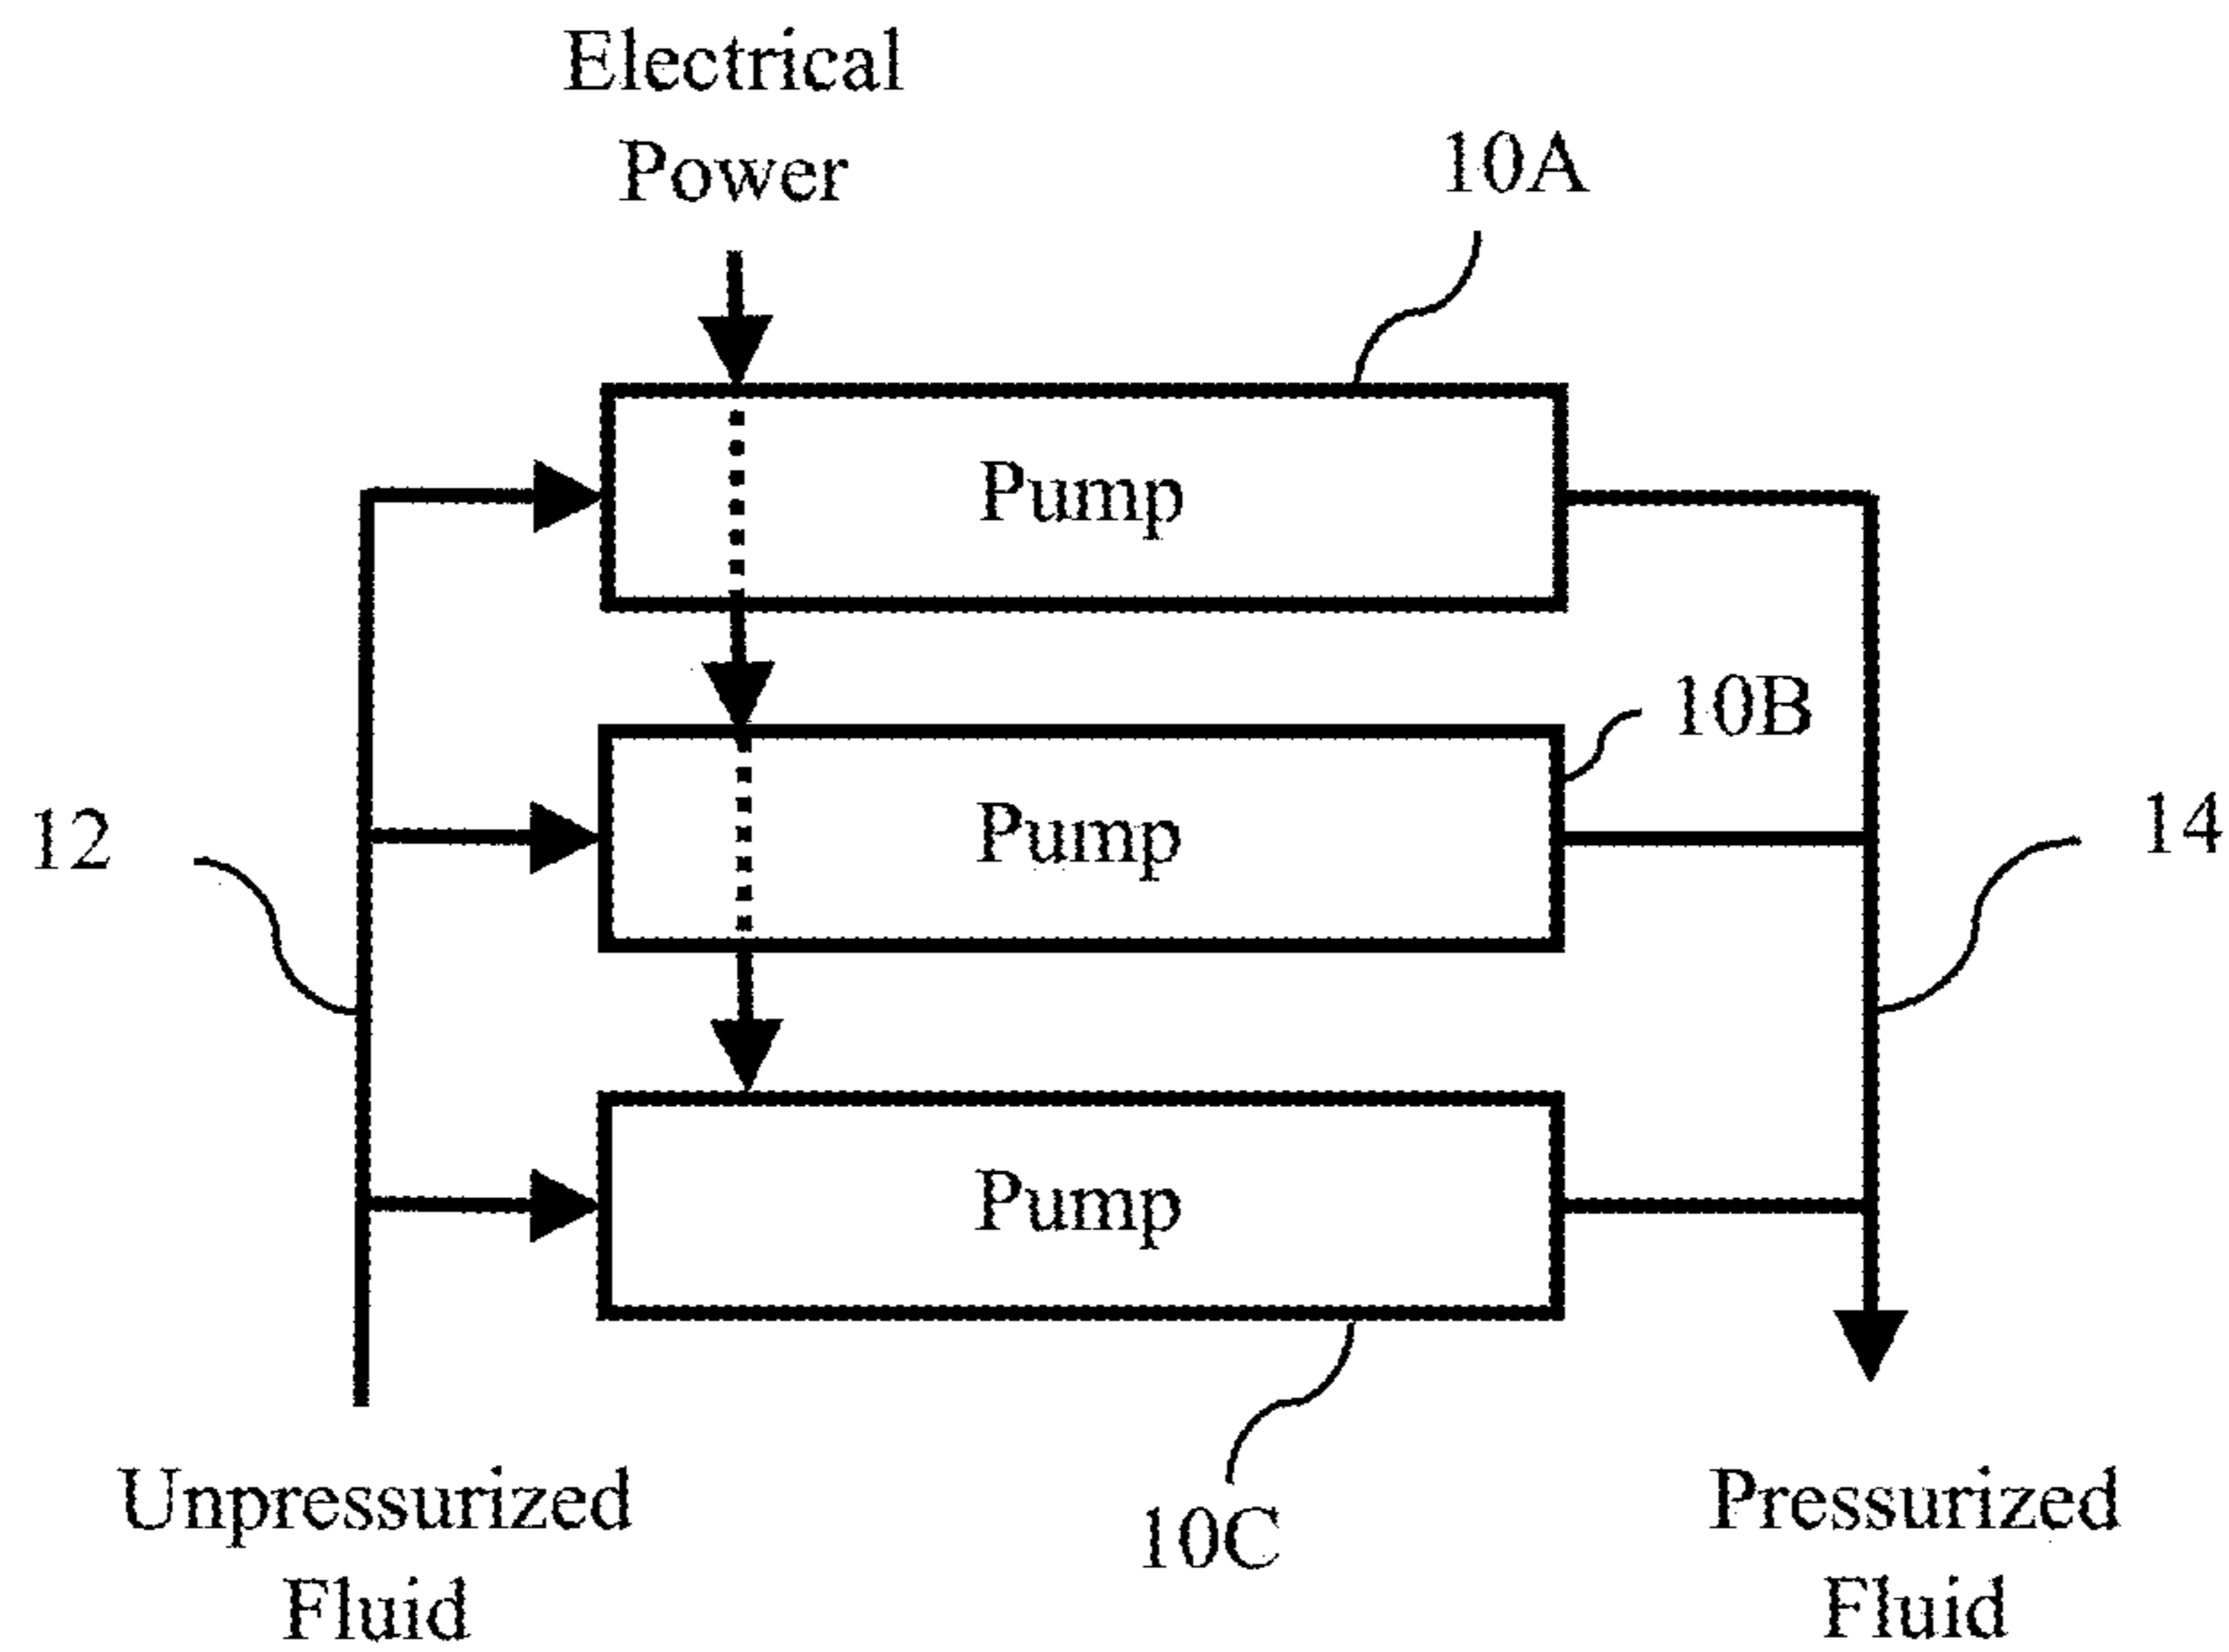 Electrical
Power
10A
Pump
10B
Pump
12
14
Pump
10C
Unpressurized
Fluid
Pressurized
Fluid